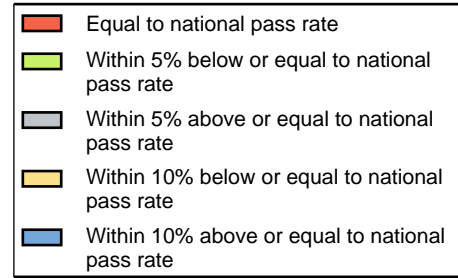 Equal to national pass rate
Within 5% below or equal to national
pass rate
Within 5% above or equal to national
pass rate
Within 10% below or equal to national
pass rate
Within 10% above or equal to national
pass rate